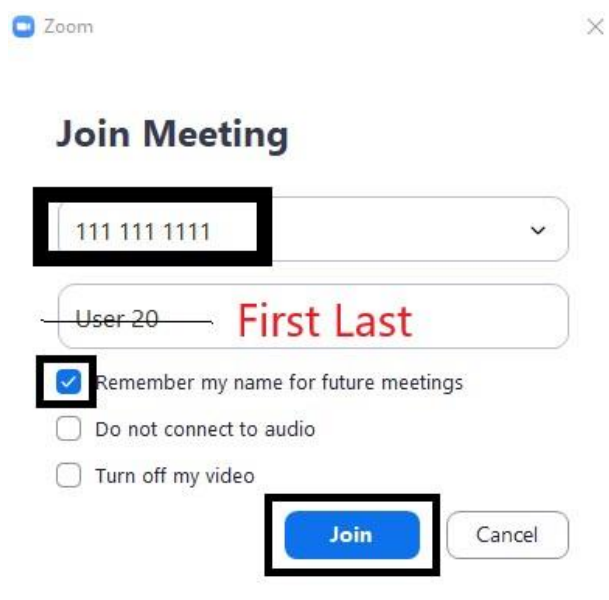 Zoom
Join Meeting
111 111 1111
User 20 First Last
Remember my name for future meetings
Do not connect to audio
Turn off my video
Join Cancel